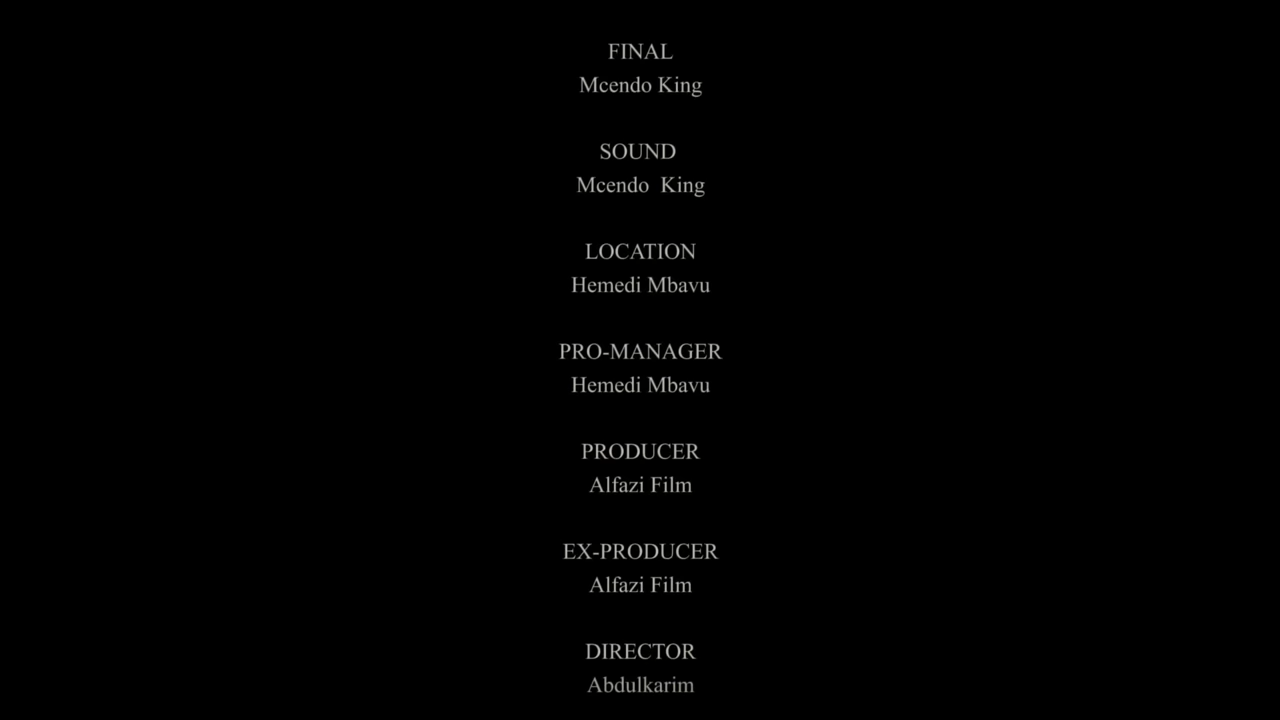 FINAL
Mcendo King
SOUND
Mcendo  King
LOCATION
Hemedi Mbavu
PRO-MANAGER
Hemedi Mbavu
PRODUCER
Alfazi Film
EX-PRODUCER
Alfazi Film
DIRECTOR
Abdulkarim